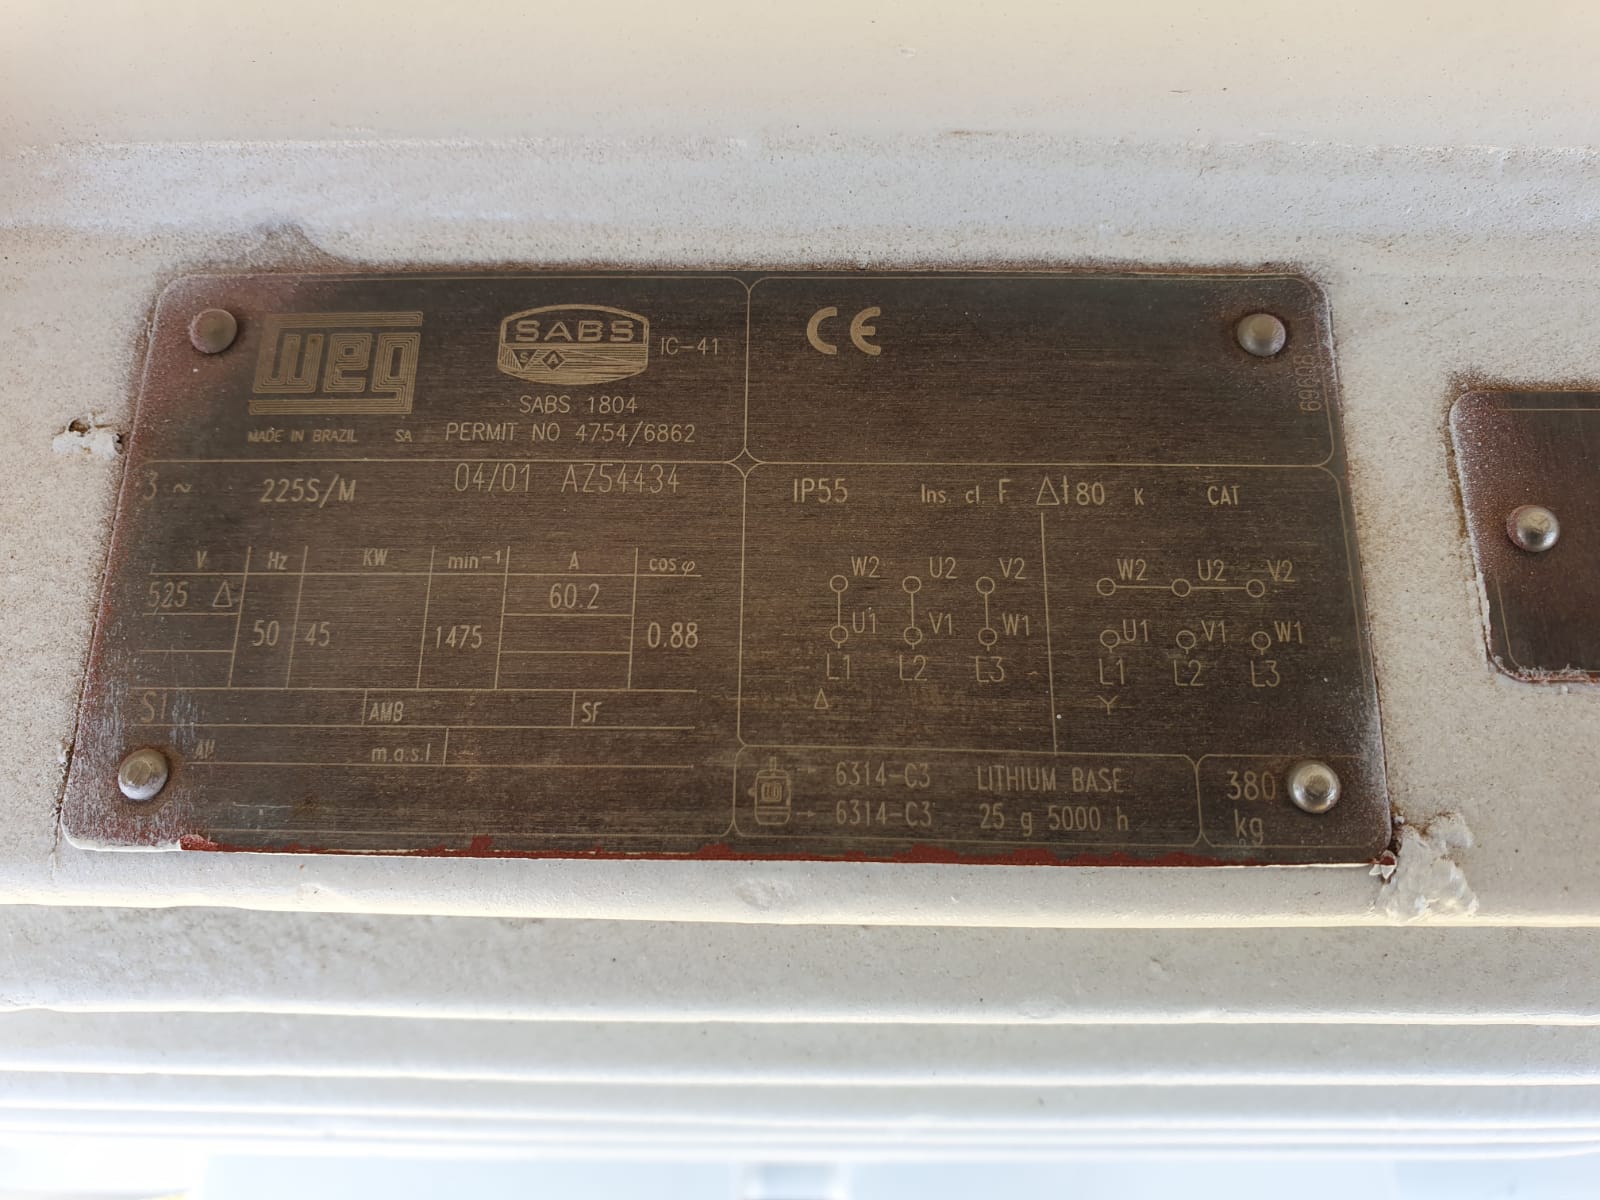 weg
SABS
S A
IC-41
SABS 1804
MADE IN BRAZIL SA PERMIT NO 4754/6862
CE
69606
3 ~ 225S/M 04/01 AZ54434
V Hz KW min⁻¹ A cos φ
525 Δ 60.2
50 45 1475 0.88
S1 AMB SF
Alt m.a.s.l
IP55 Ins. cl F Δt 80 K CAT
W2 U2 V2
U1 V1 W1
L1 L2 L3
Δ
W2 U2 V2
U1 V1 W1
L1 L2 L3
Y
6314-C3 LITHIUM BASE
6314-C3 25 g 5000 h
380
kg